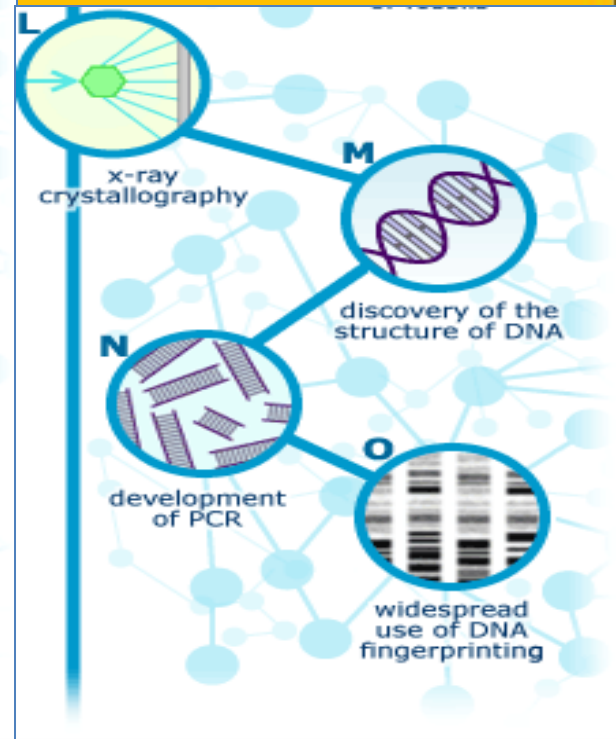 L
x-ray
crystallography
M
discovery of the
structure of DNA
N
development
of PCR
O
widespread
use of DNA
fingerprinting